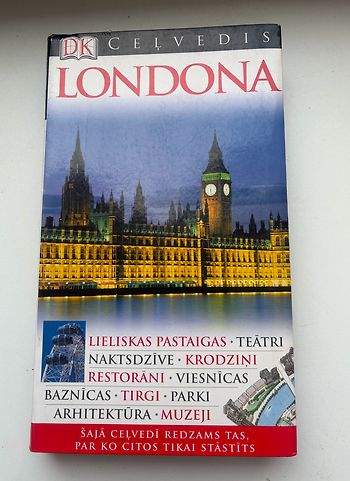 DK CEĻVEDIS
LONDONA
LIELISKAS PASTAIGAS · TEĀTRI
NAKTSDZĪVE · KRODZIŅI
RESTORĀNI · VIESNĪCAS
BAZNĪCAS · TIRGI · PARKI
ARHITEKTŪRA · MUZEJI
ŠAJĀ CEĻVEDĪ REDZAMS TAS,
PAR KO CITOS TIKAI STĀSTĪTS